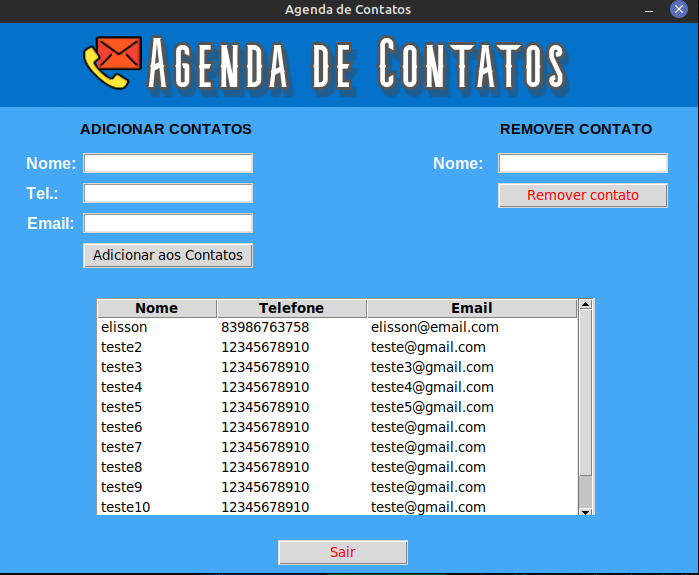 Agenda de Contatos
Agenda de Contatos
ADICIONAR CONTATOS
REMOVER CONTATO
Nome:
Nome:
Tel.:
Remover contato
Email:
Adicionar aos Contatos
Nome Telefone Email
elisson 83986763758 elisson@email.com
teste2 12345678910 teste@gmail.com
teste3 12345678910 teste3@gmail.com
teste4 12345678910 teste4@gmail.com
teste5 12345678910 teste5@gmail.com
teste6 12345678910 teste@gmail.com
teste7 12345678910 teste@gmail.com
teste8 12345678910 teste@gmail.com
teste9 12345678910 teste@gmail.com
teste10 12345678910 teste@gmail.com
Sair